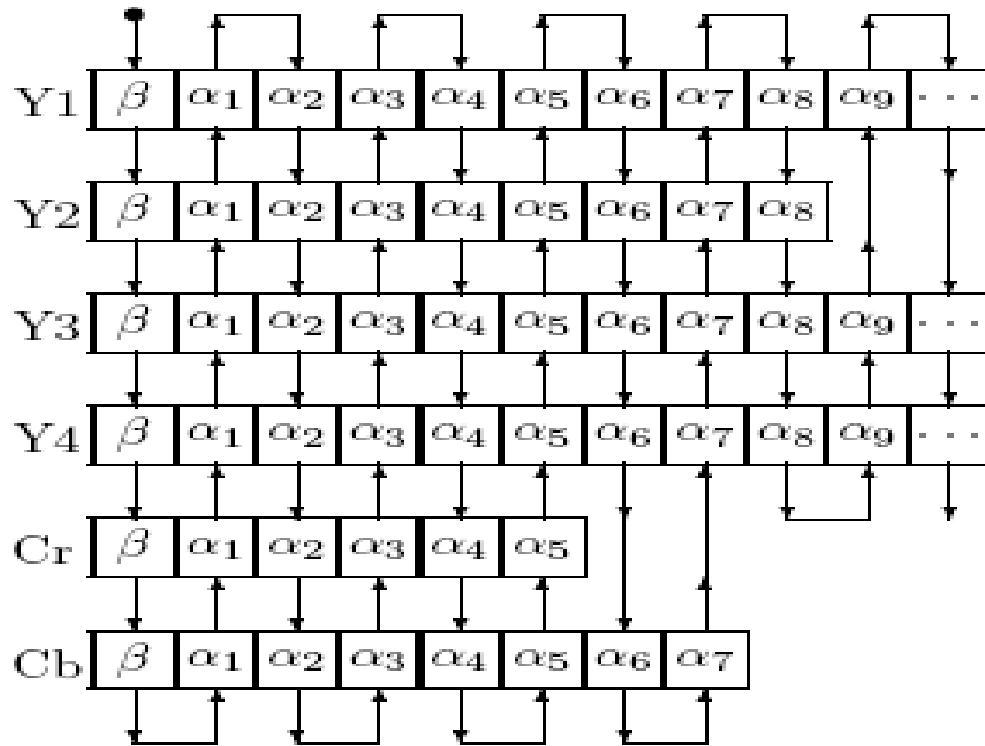 Y1 β α1 α2 α3 α4 α5 α6 α7 α8 α9 · · ·
Y2 β α1 α2 α3 α4 α5 α6 α7 α8
Y3 β α1 α2 α3 α4 α5 α6 α7 α8 α9 · · ·
Y4 β α1 α2 α3 α4 α5 α6 α7 α8 α9 · · ·
Cr β α1 α2 α3 α4 α5
Cb β α1 α2 α3 α4 α5 α6 α7